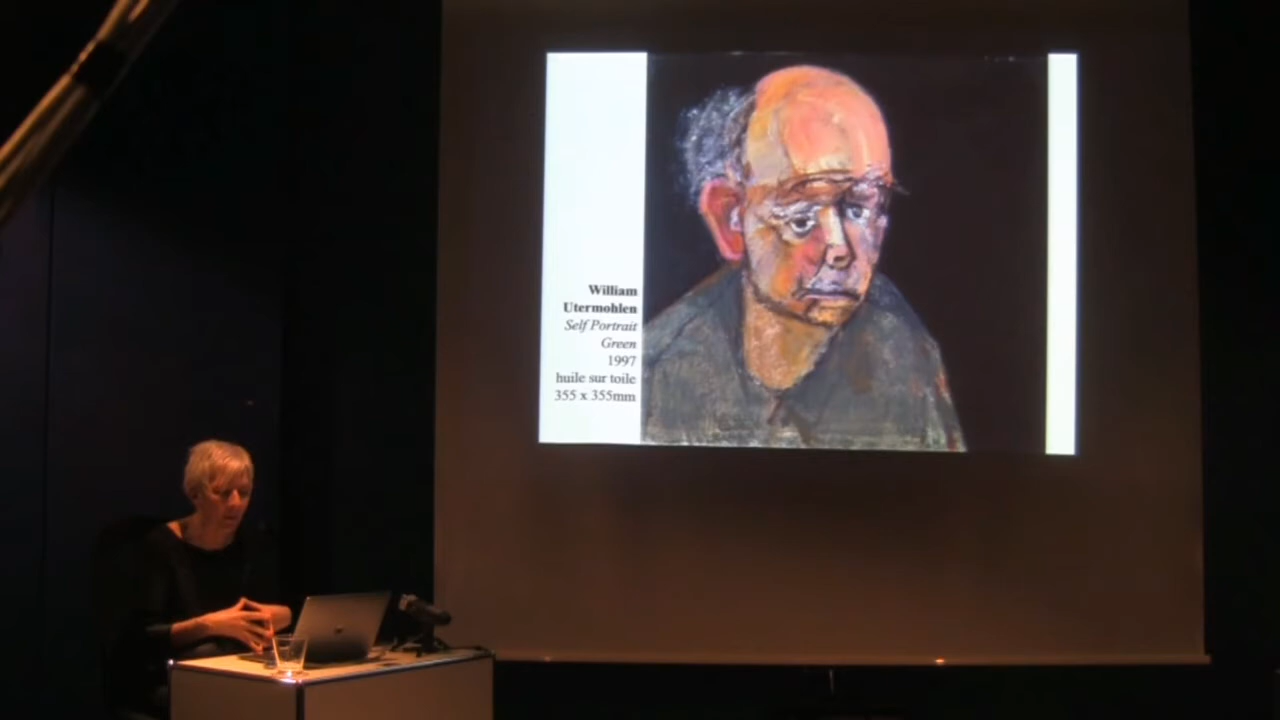 William
Utermohlen
Self Portrait
Green
1997
huile sur toile
355 x 355mm